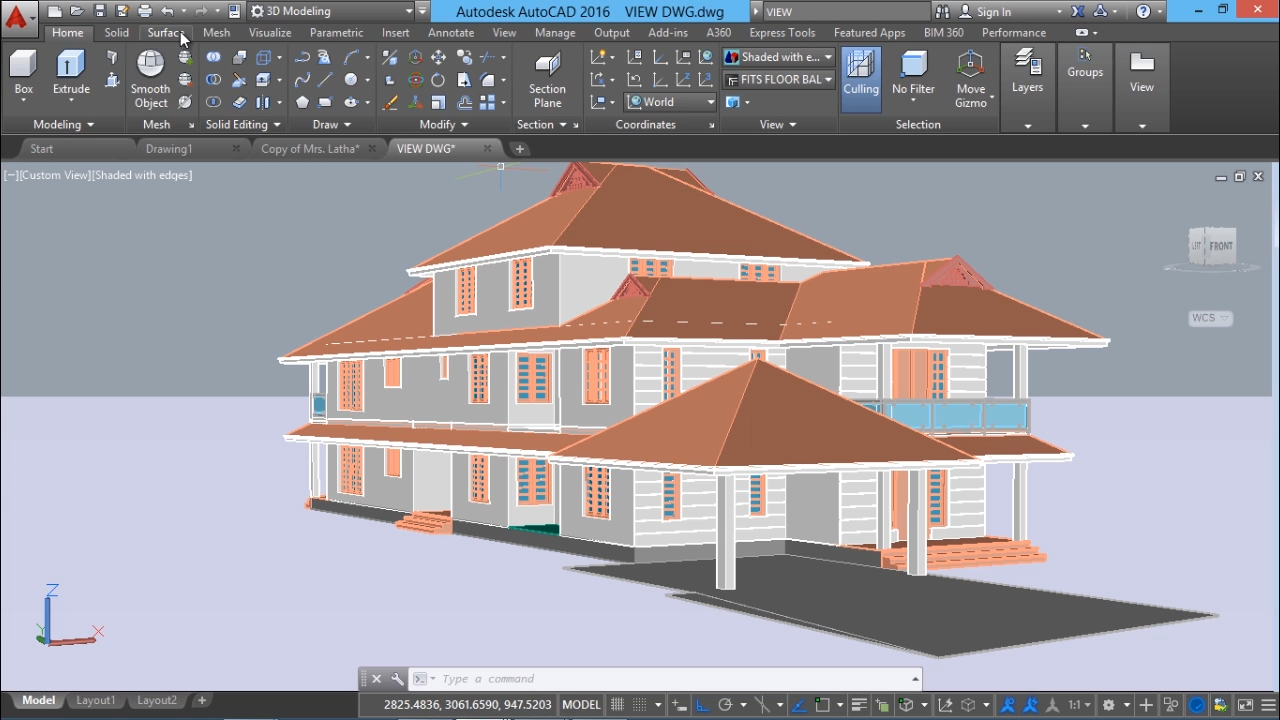 3D Modeling
Autodesk AutoCAD 2016 VIEW DWG.dwg
VIEW
Sign In
Home
Solid
Mesh
Visualize
Parametric
Insert
Annotate
View
Manage
Output
Add-ins
A360
Express Tools
Featured Apps
BIM 360
Performance
Box
Extrude
Smooth
Object
Section
Plane
Shaded with e...
FITS FLOOR BAL
World
Culling
No Filter
Move
Gizmo
Layers
Groups
View
Modeling
Mesh
Solid Editing
Draw
Modify
Section
Coordinates
View
Selection
Start
Drawing1
Copy of Mrs. Latha*
VIEW DWG*
[−][Custom View][Shaded with edges]
FRONT
WCS
Z
X
Y
Type a command
Model
Layout1
Layout2
2825.4836, 3061.6590, 947.5203
MODEL
1:1